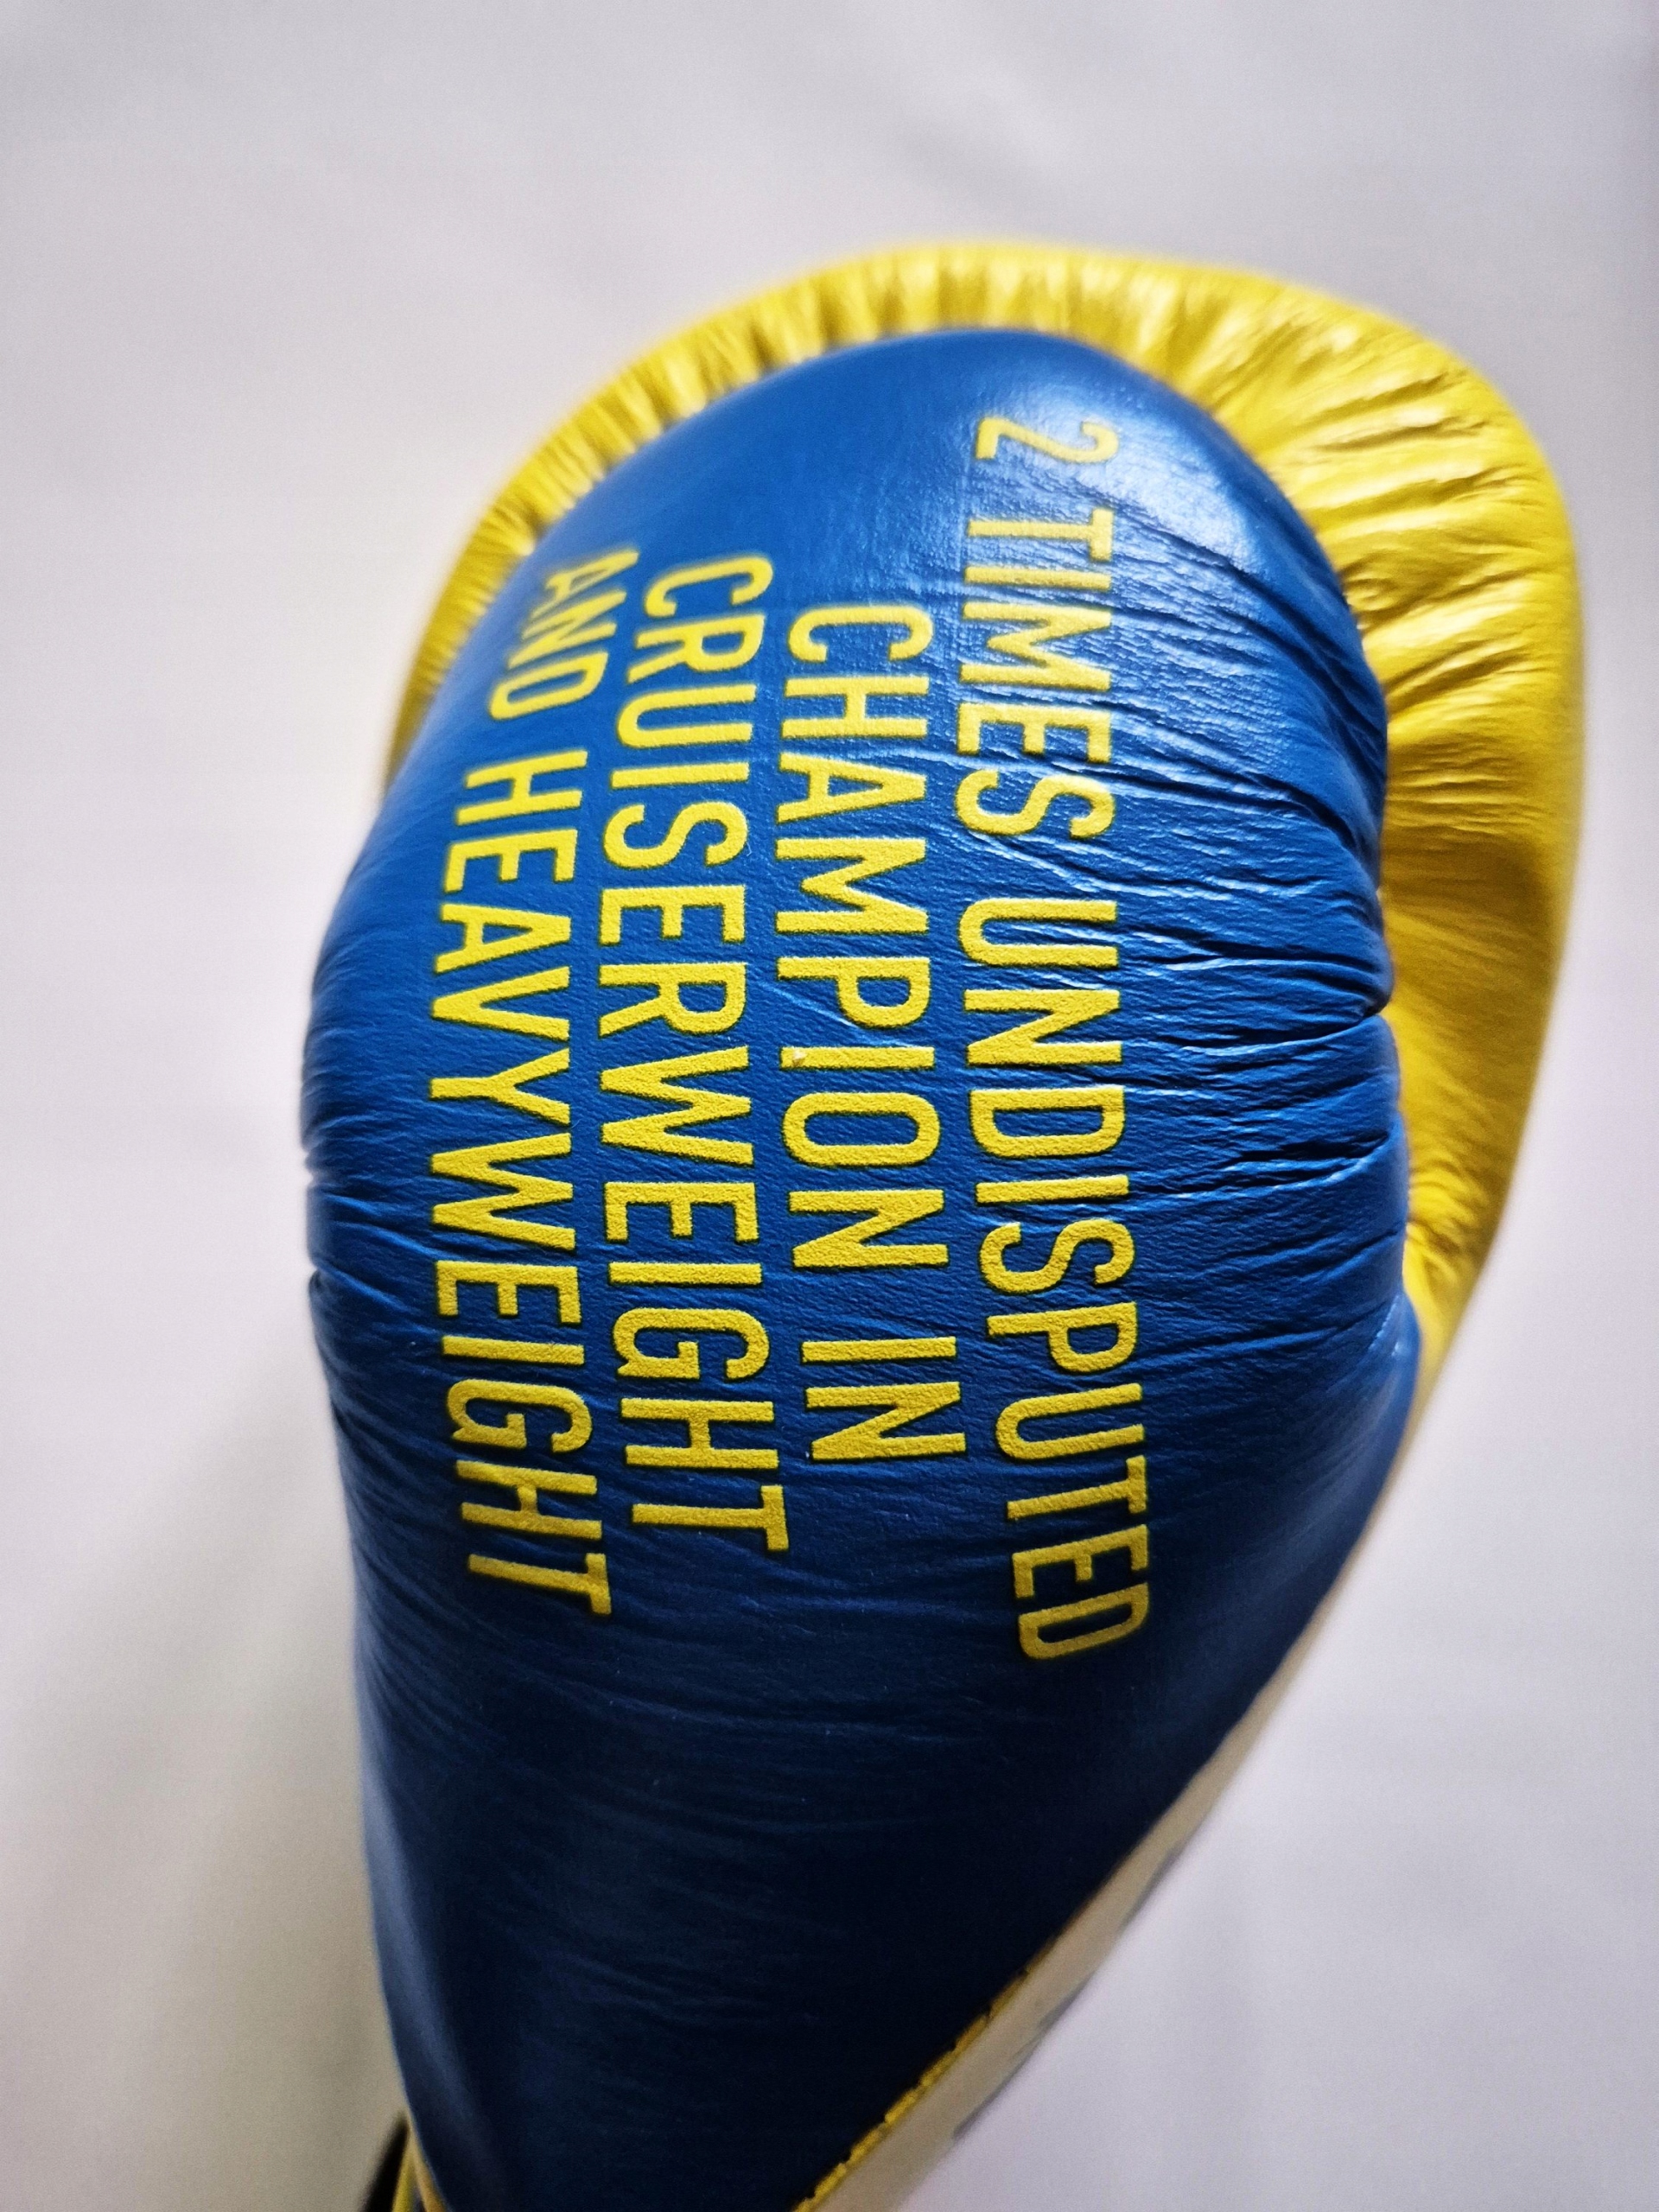 2 TIMES UNDISPUTED
CHAMPION IN
CRUISERWEIGHT
AND HEAVYWEIGHT